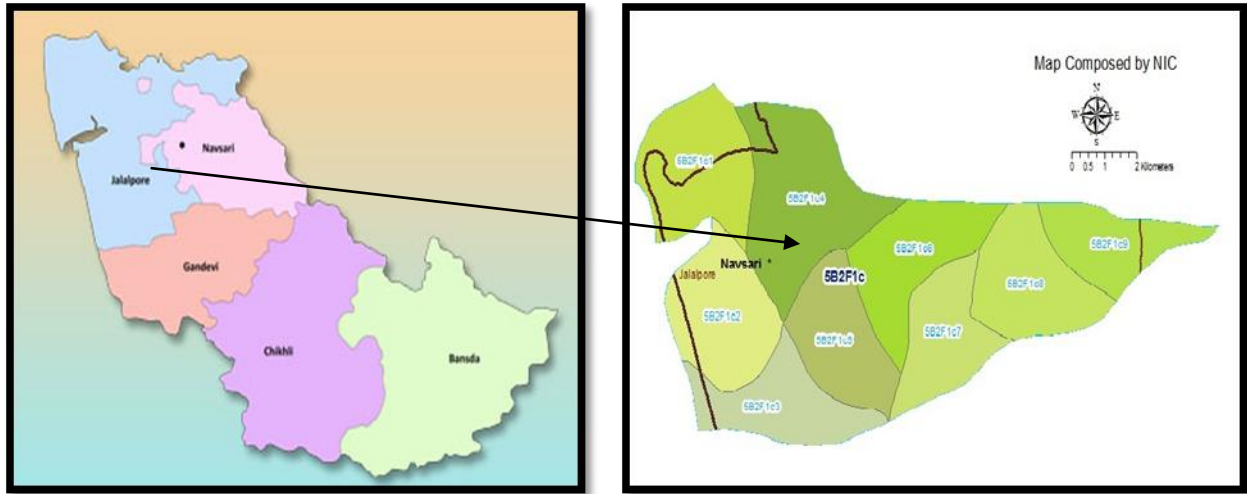 Navsari
Jalalpore
Gandevi
Chikhli
Bansda
Map Composed by NIC
N
W E
S
0 0.5 1 2 Kilometers
5B2F1c1
5B2F1c4
5B2F1c6
5B2F1c9
Navsari
Jalalpore
5B2F1c
5B2F1c8
5B2F1c2
5B2F1c5
5B2F1c7
5B2F1c3